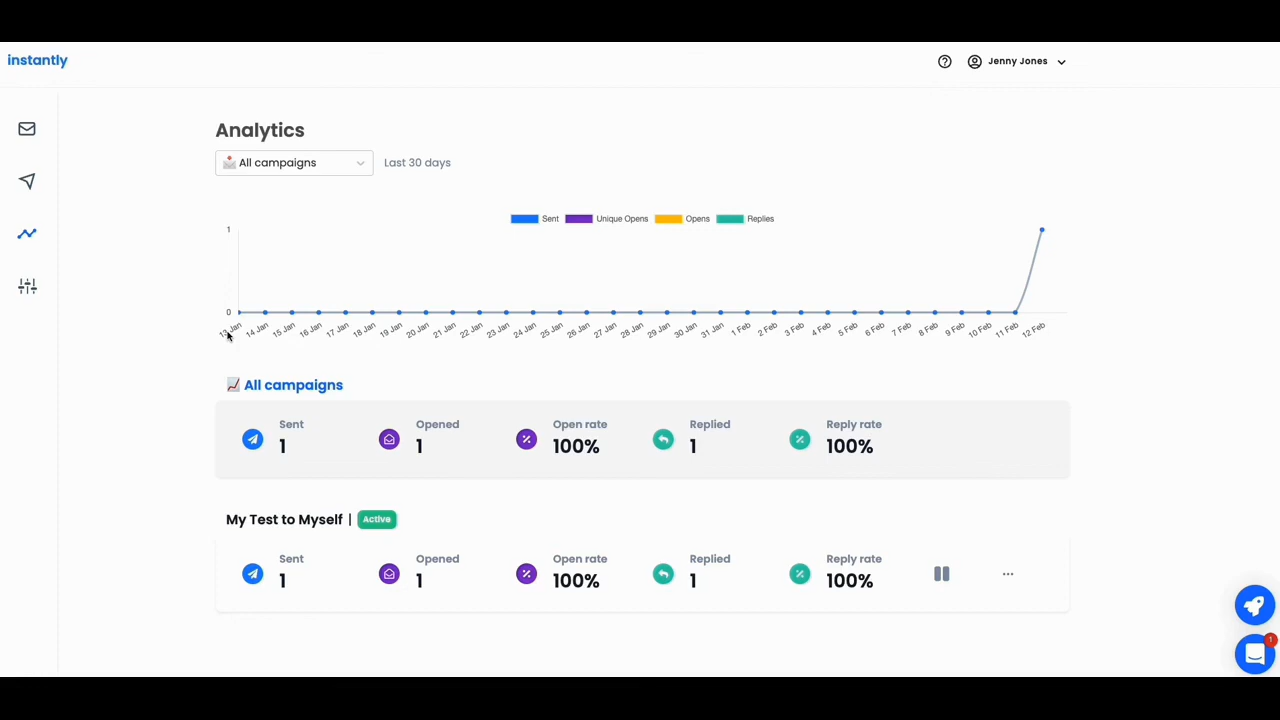 instantly
Jenny Jones
Analytics
All campaigns
Last 30 days
Sent Unique Opens Opens Replies
1
0
13 Jan 14 Jan 15 Jan 16 Jan 17 Jan 18 Jan 19 Jan 20 Jan 21 Jan 22 Jan 23 Jan 24 Jan 25 Jan 26 Jan 27 Jan 28 Jan 29 Jan 30 Jan 31 Jan 1 Feb 2 Feb 3 Feb 4 Feb 5 Feb 6 Feb 7 Feb 8 Feb 9 Feb 10 Feb 11 Feb 12 Feb
All campaigns
Sent Opened Open rate Replied Reply rate
1 1 100% 1 100%
My Test to Myself | Active
Sent Opened Open rate Replied Reply rate
1 1 100% 1 100%
1